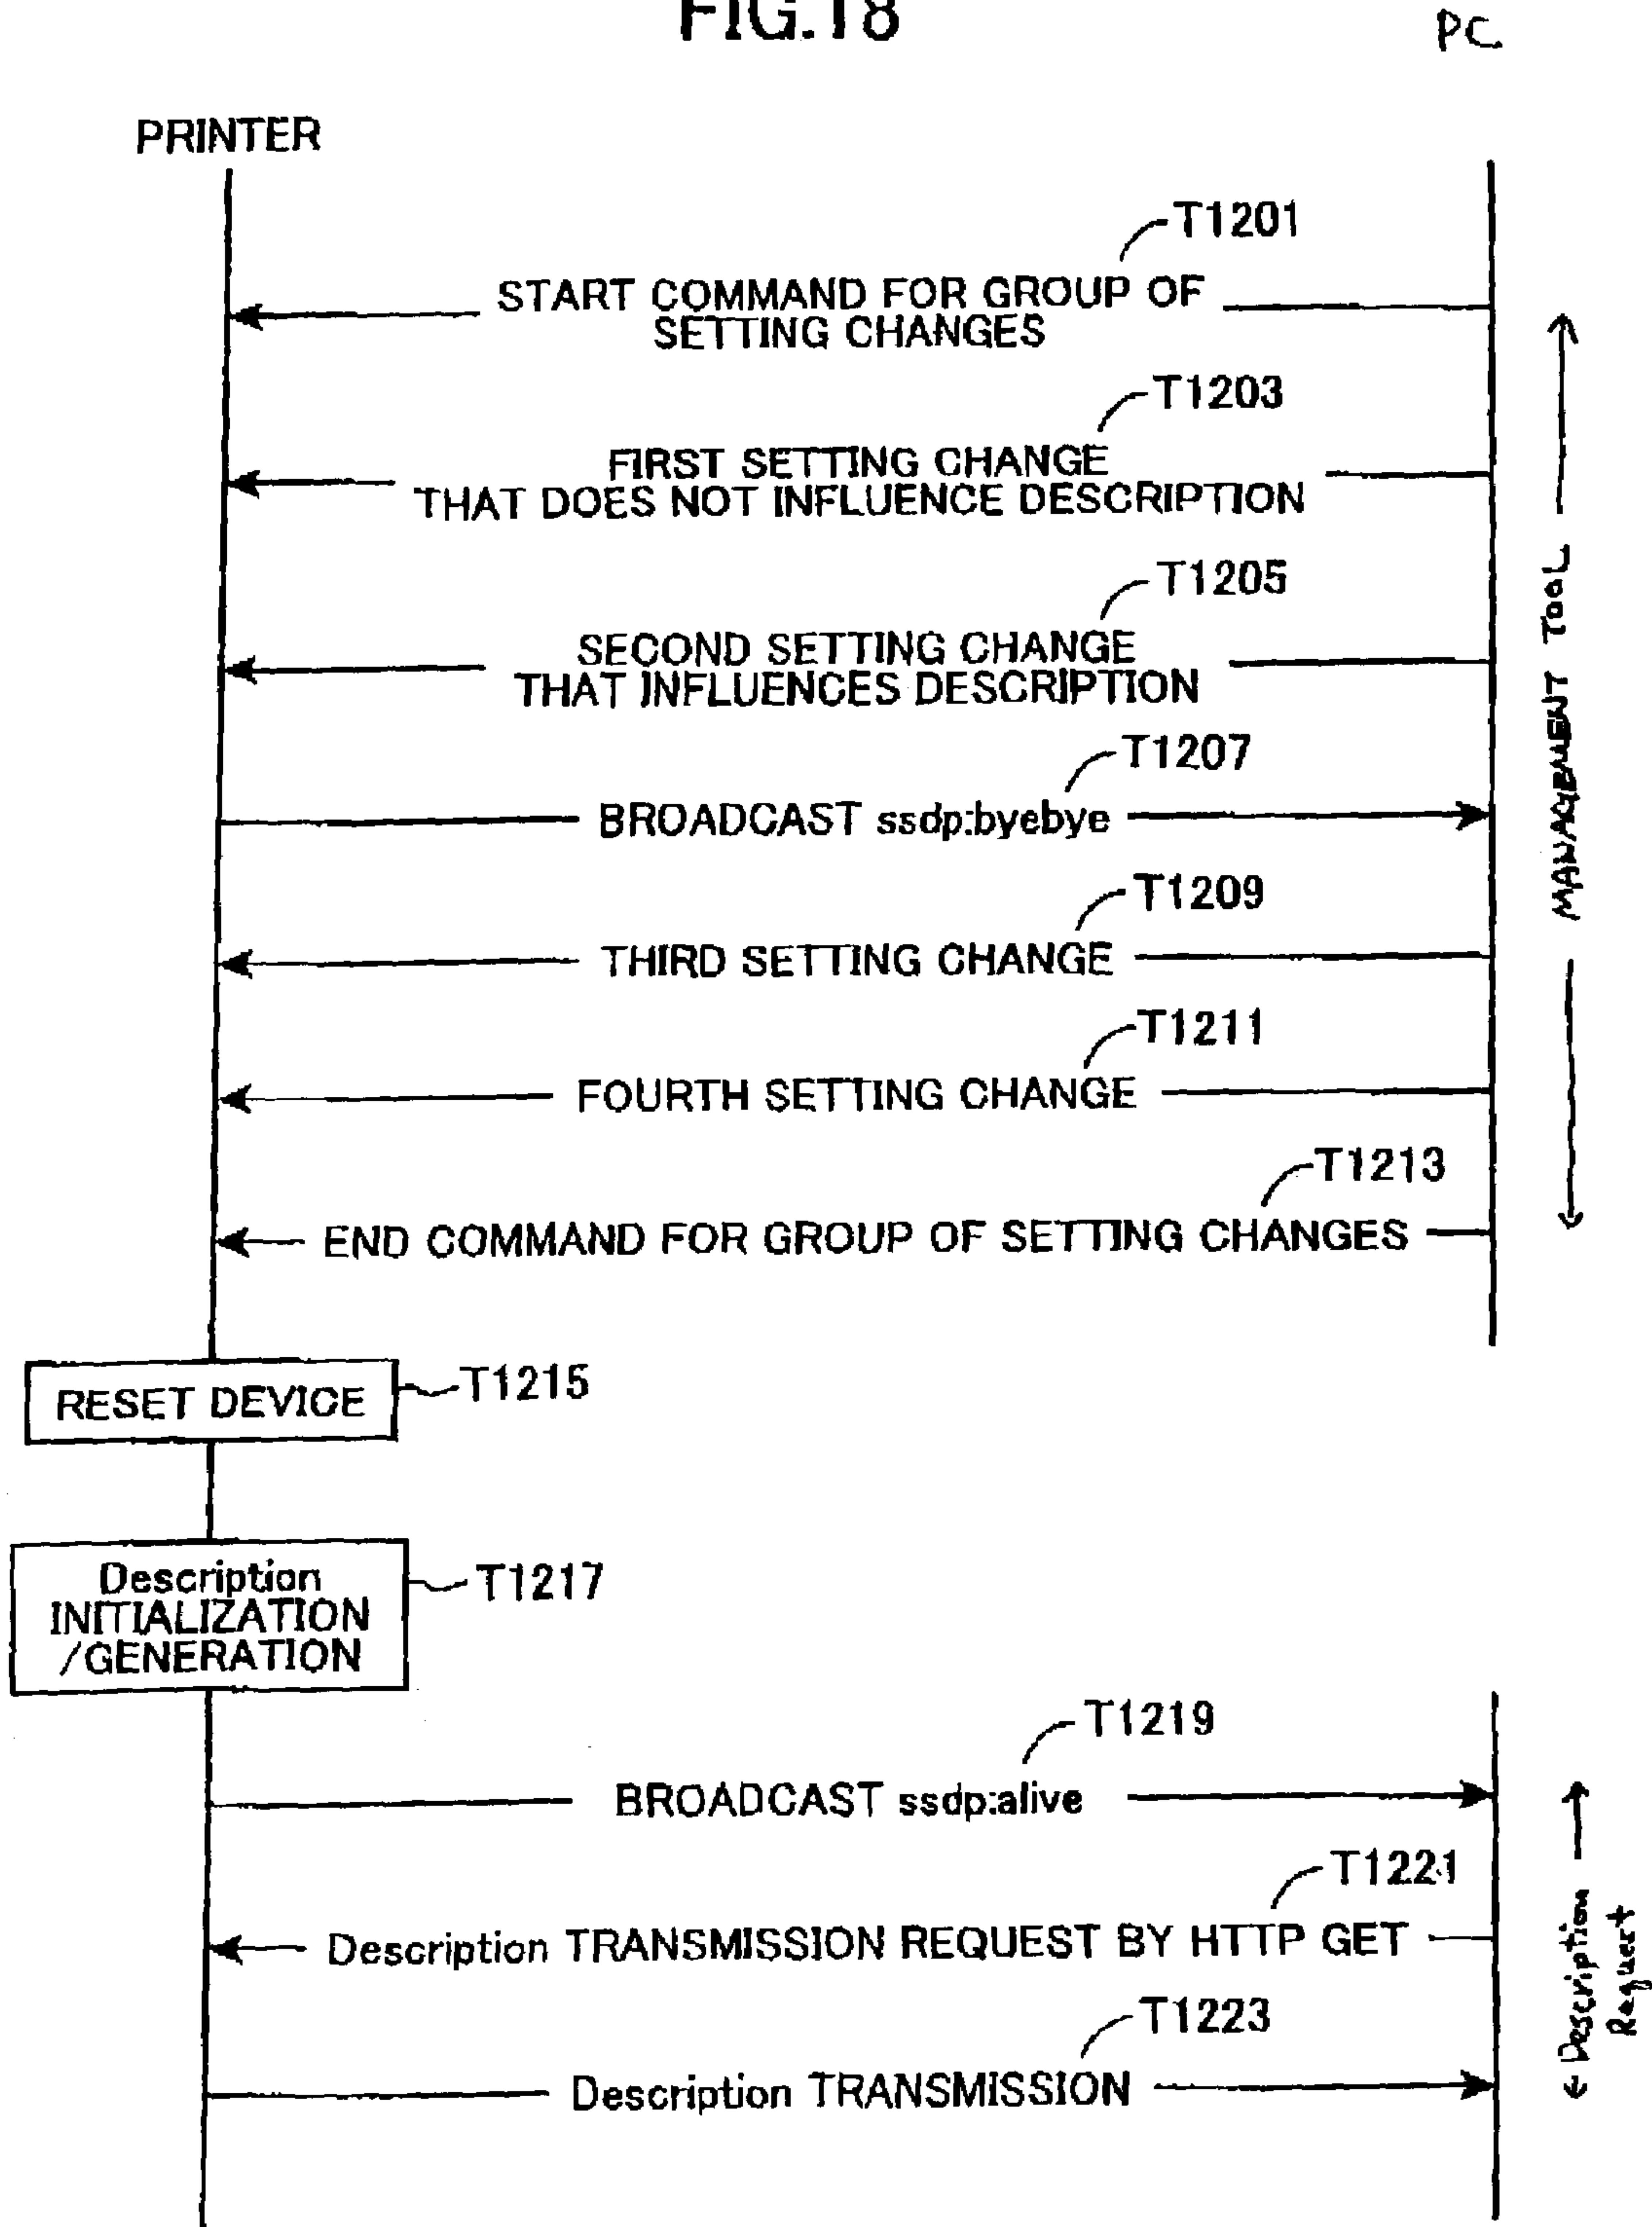 FIG.18
PC
PRINTER
T1201
START COMMAND FOR GROUP OF
SETTING CHANGES
T1203
FIRST SETTING CHANGE
THAT DOES NOT INFLUENCE DESCRIPTION
T1205
SECOND SETTING CHANGE
THAT INFLUENCES DESCRIPTION
T1207
BROADCAST ssdp:byebye
T1209
THIRD SETTING CHANGE
T1211
FOURTH SETTING CHANGE
T1213
END COMMAND FOR GROUP OF SETTING CHANGES
MANAGEMENT TOOL
RESET DEVICE
T1215
Description
INITIALIZATION
/GENERATION
T1217
T1219
BROADCAST ssdp:alive
T1221
Description TRANSMISSION REQUEST BY HTTP GET
T1223
Description TRANSMISSION
Description
Request